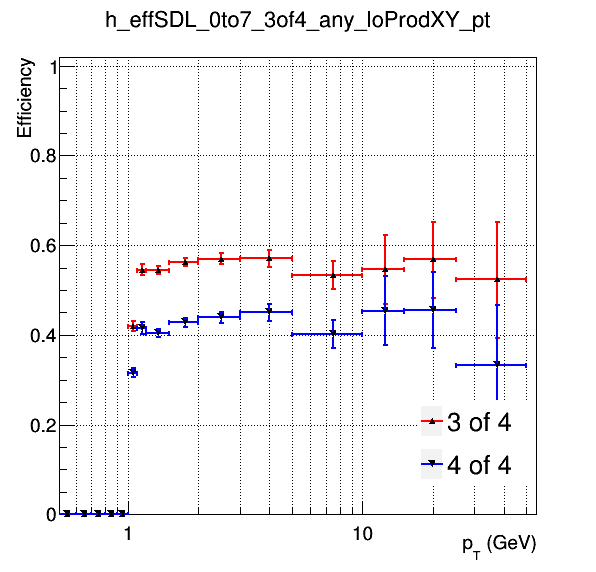 h_effSDL_0to7_3of4_any_loProdXY_pt
Efficiency
1
0.8
0.6
0.4
0.2
0
3 of 4
4 of 4
1
10
p_T (GeV)